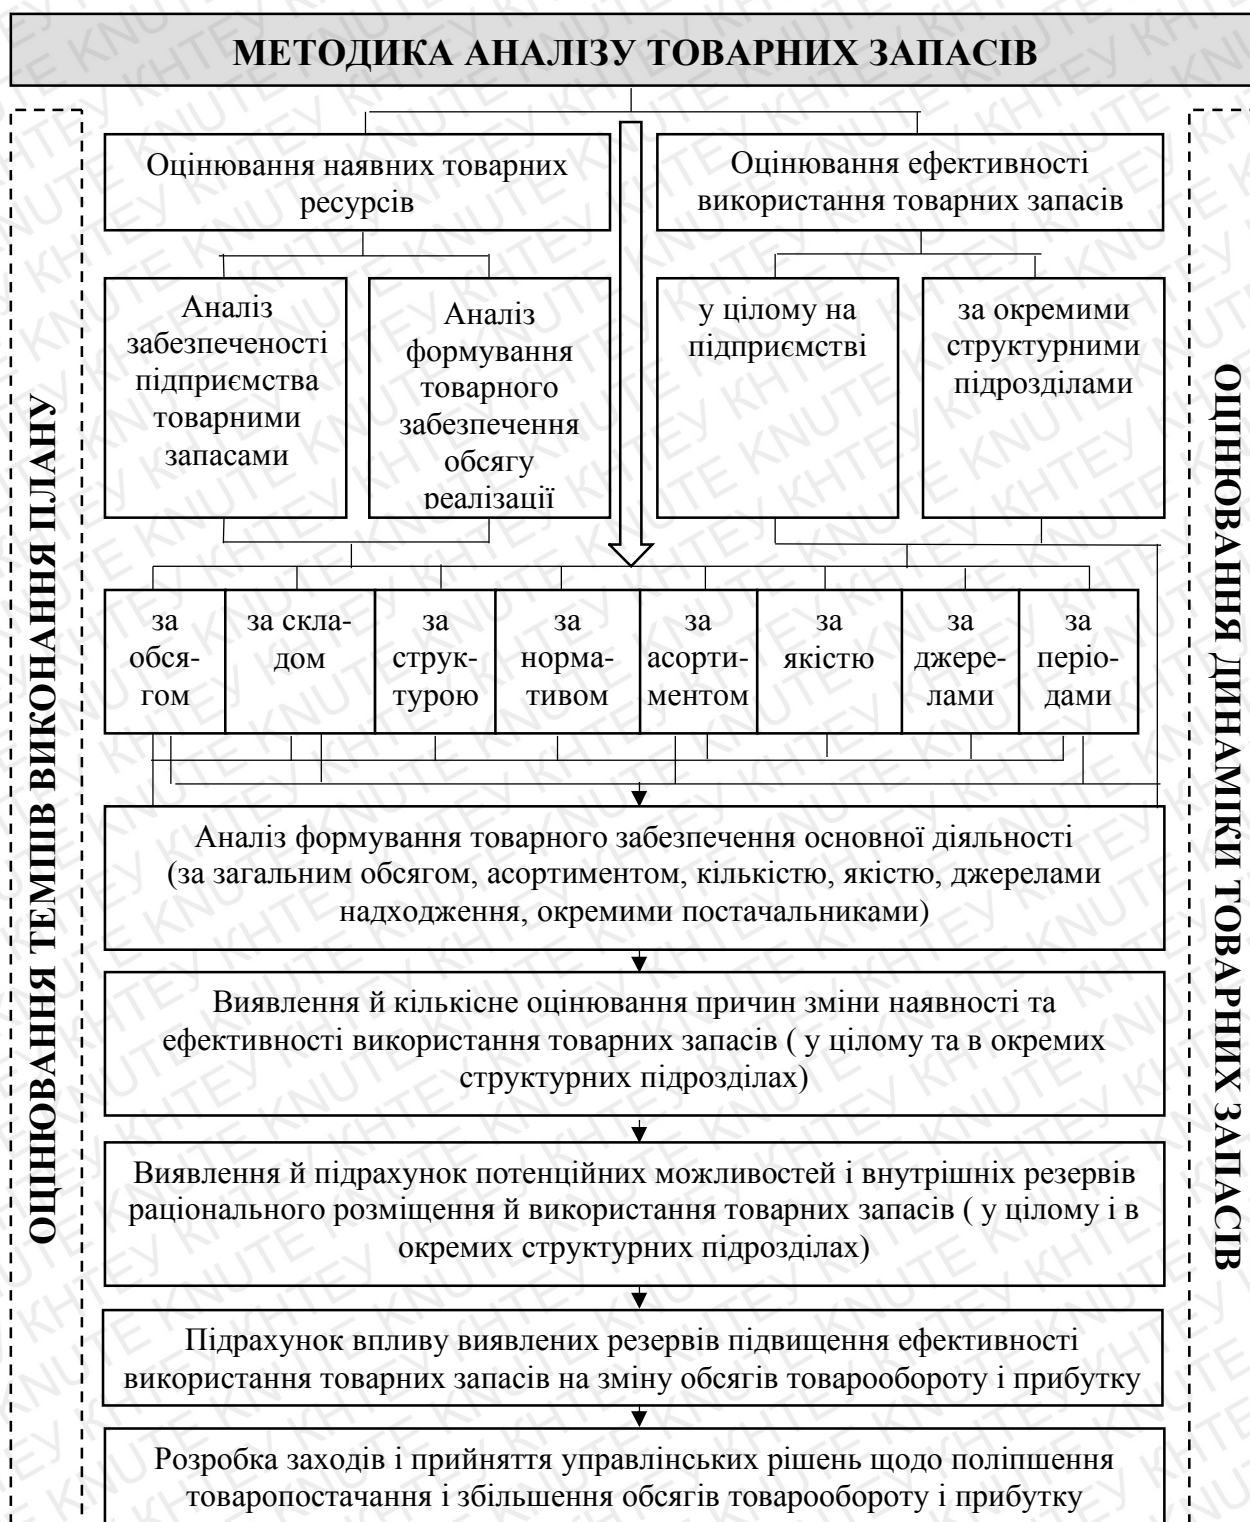 МЕТОДИКА АНАЛІЗУ ТОВАРНИХ ЗАПАСІВ
ОЦІНЮВАННЯ ТЕМПІВ ВИКОНАННЯ ПЛАНУ
Оцінювання наявних товарних
ресурсів
Оцінювання ефективності
використання товарних запасів
Аналіз
забезпеченості
підприємства
товарними
запасами
Аналіз
формування
товарного
забезпечення
обсягу
реалізації
у цілому на
підприємстві
за окремими
структурними
підрозділами
за
обся-
гом
за скла-
дом
за
струк-
турою
за
норма-
тивом
за
асорти-
ментом
за
якістю
за
джере-
лами
за
періо-
дами
Аналіз формування товарного забезпечення основної діяльності
(за загальним обсягом, асортиментом, кількістю, якістю, джерелами
надходження, окремими постачальниками)
Виявлення й кількісне оцінювання причин зміни наявності та
ефективності використання товарних запасів ( у цілому та в окремих
структурних підрозділах)
Виявлення й підрахунок потенційних можливостей і внутрішніх резервів
раціонального розміщення й використання товарних запасів ( у цілому і в
окремих структурних підрозділах)
Підрахунок впливу виявлених резервів підвищення ефективності
використання товарних запасів на зміну обсягів товарообороту і прибутку
Розробка заходів і прийняття управлінських рішень щодо поліпшення
товаропостачання і збільшення обсягів товарообороту і прибутку
ОЦІНЮВАННЯ ДИНАМІКИ ТОВАРНИХ ЗАПАСІВ